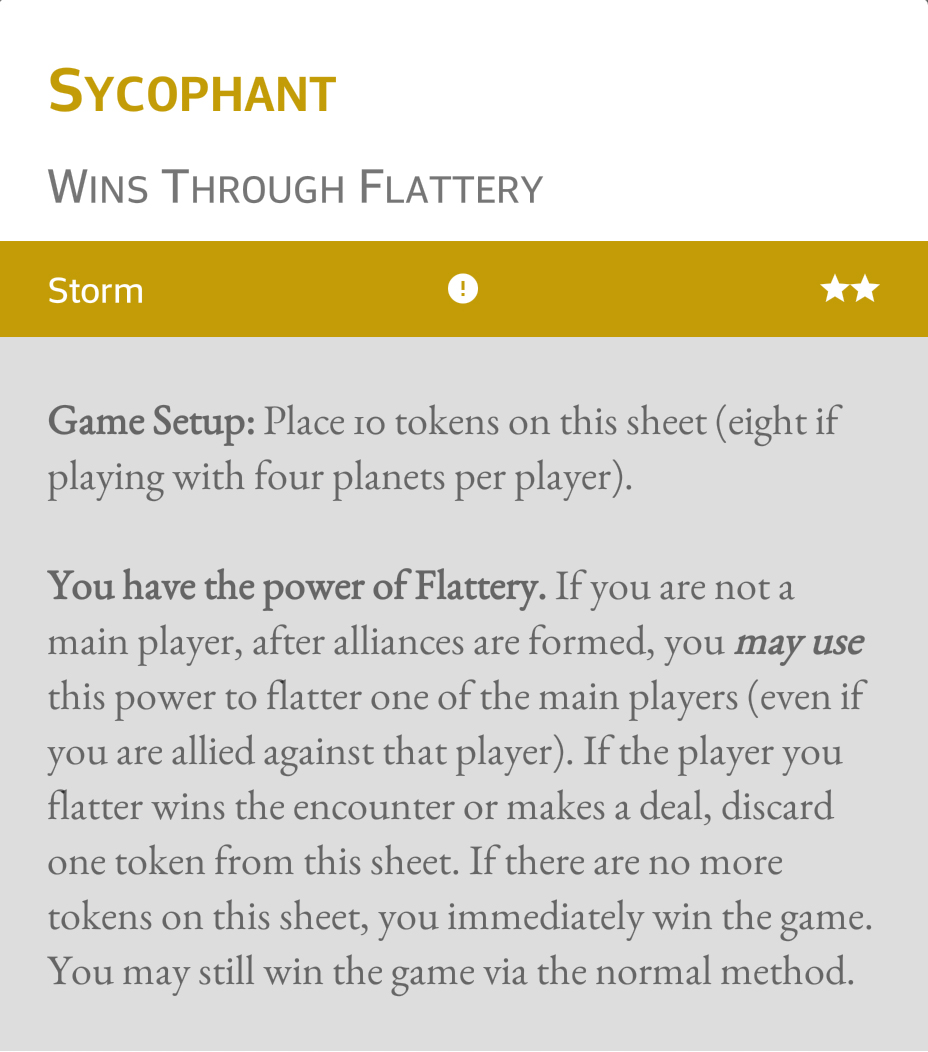 Sycophant
Wins Through Flattery
Storm
Game Setup: Place 10 tokens on this sheet (eight if
playing with four planets per player).
You have the power of Flattery. If you are not a
main player, after alliances are formed, you may use
this power to flatter one of the main players (even if
you are allied against that player). If the player you
flatter wins the encounter or makes a deal, discard
one token from this sheet. If there are no more
tokens on this sheet, you immediately win the game.
You may still win the game via the normal method.